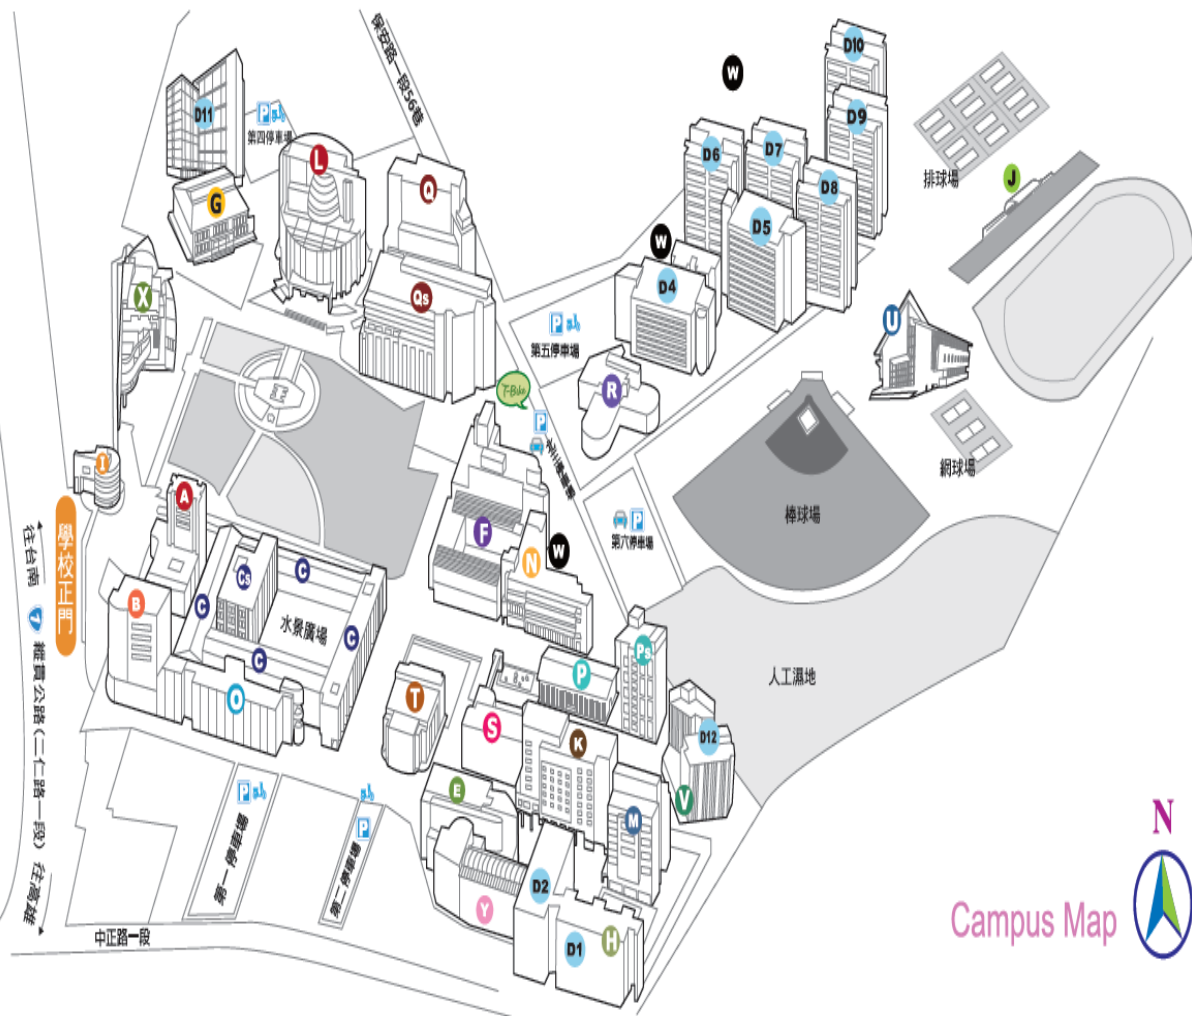 保安路一段56巷
W
D10
D11
第四停車場
L
D9
D6
D7
排球場
J
Q
D8
G
D5
W
D4
X
Qs
U
第五停車場
T-Bike
R
I
網球場
A
棒球場
學校正門
F
第六停車場
N
W
往台南
7
縱貫公路(二仁路一段)
往高雄
C
Cs
B
C
水景廣場
C
C
O
P
Ps
人工濕地
T
S
K
D12
E
V
M
第一停車場
第二停車場
D2
Y
中正路一段
D1
H
N
Campus Map